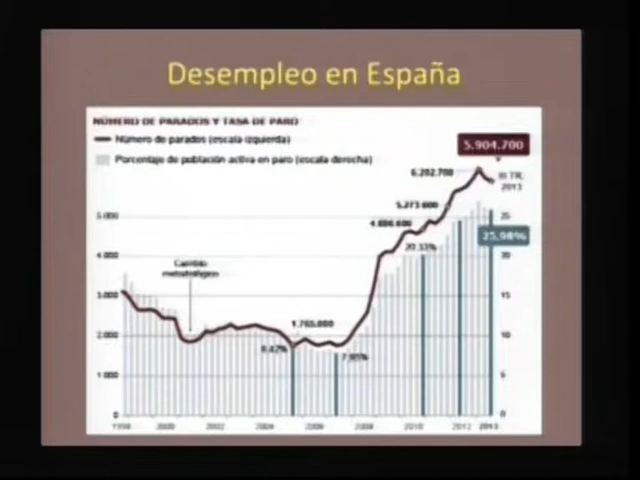 Desempleo en España
NÚMERO DE PARADOS Y TASA DE PARO
Número de parados (escala izquierda)
Porcentaje de población activa en paro (escala derecha)
5.904.700
6.202.700
III TR.
2013
5.273.600
5.000
25
20,33%
25,98%
4.000
20
Cambio
metodológico
3.000
15
1.765.000
2.000
10
8,42%
7,95%
1.000
5
0
0
1998 2000 2002 2004 2006 2008 2010 2012 2013